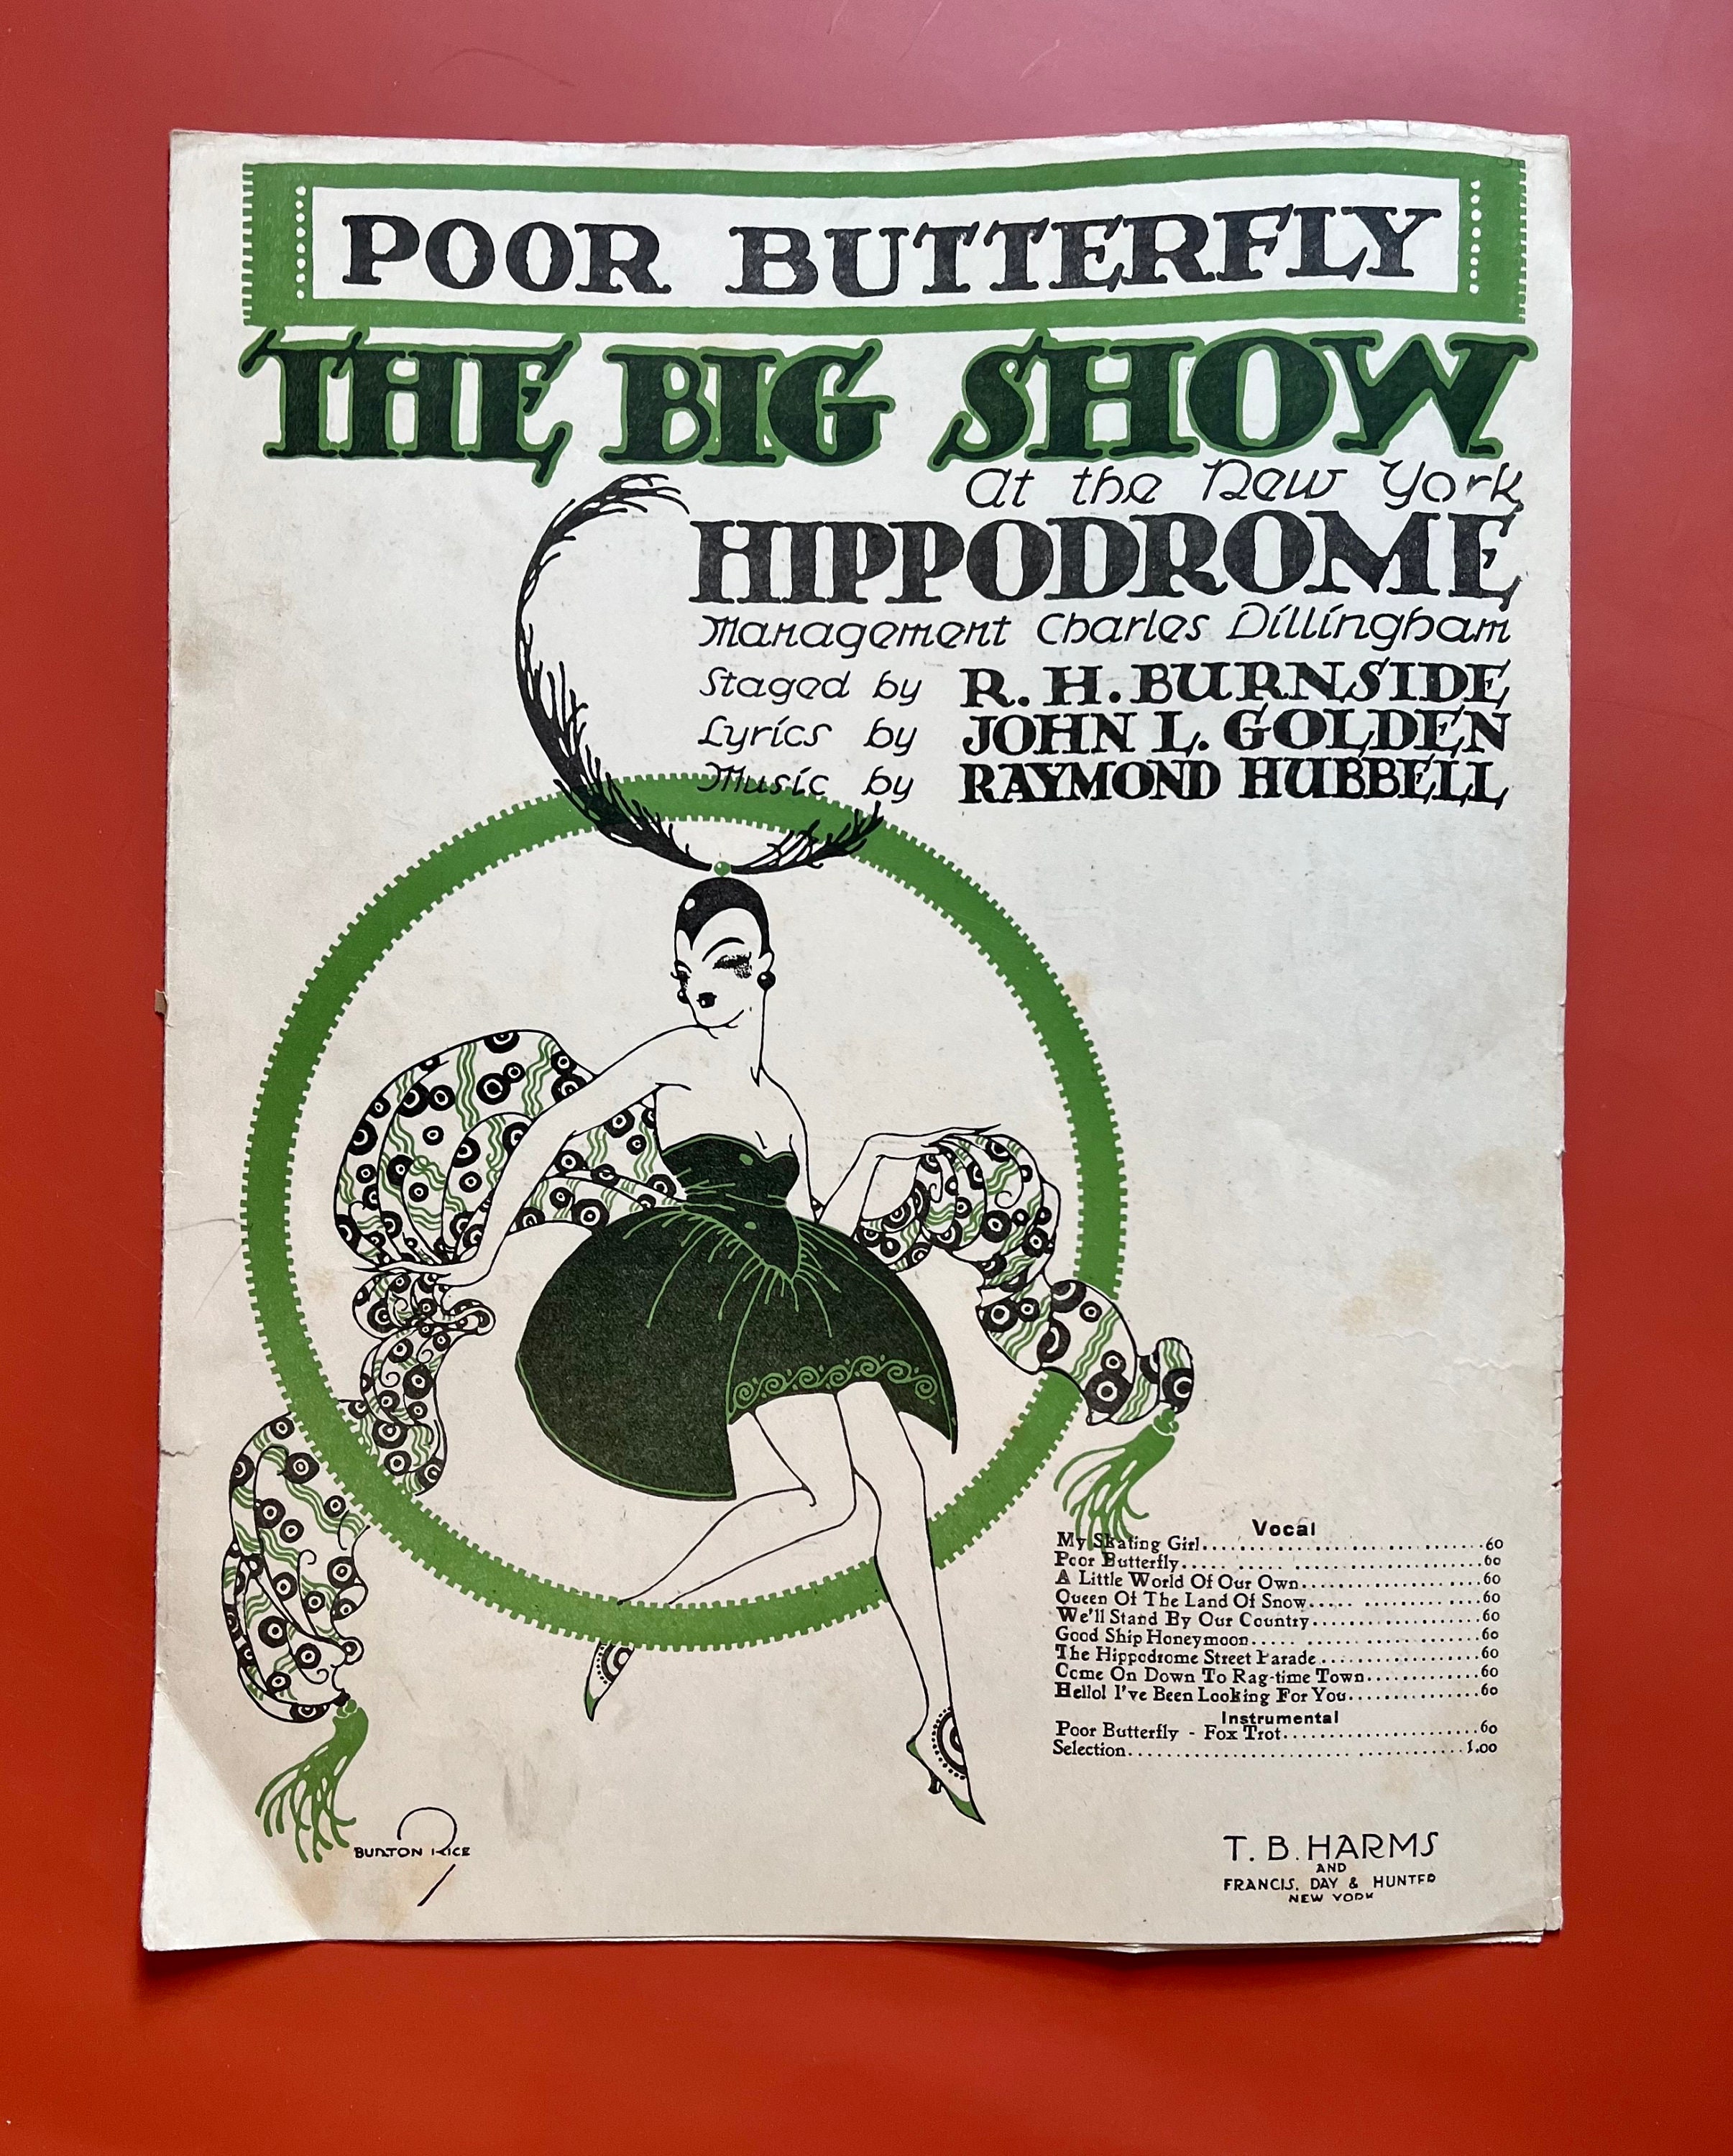 POOR BUTTERFLY
THE BIG SHOW
At the New York
HIPPODROME
Management Charles Dillingham
Staged by R. H. BURNSIDE
Lyrics by JOHN L. GOLDEN
Music by RAYMOND HUBBELL
Vocal
My Skating Girl....................................60
Poor Butterfly....................................60
A Little World Of Our Own..........................60
Queen Of The Land Of Snow..........................60
We'll Stand By Our Country.........................60
Good Ship Honeymoon................................60
The Hippodrome Street Parade.......................60
Come On Down To Rag-time Town......................60
Hello! I've Been Looking For You...................60
Instrumental
Poor Butterfly - Fox Trot..........................60
Selection..........................................1.00
BURTON RICE
T. B. HARMS
AND
FRANCIS, DAY & HUNTER
NEW YORK